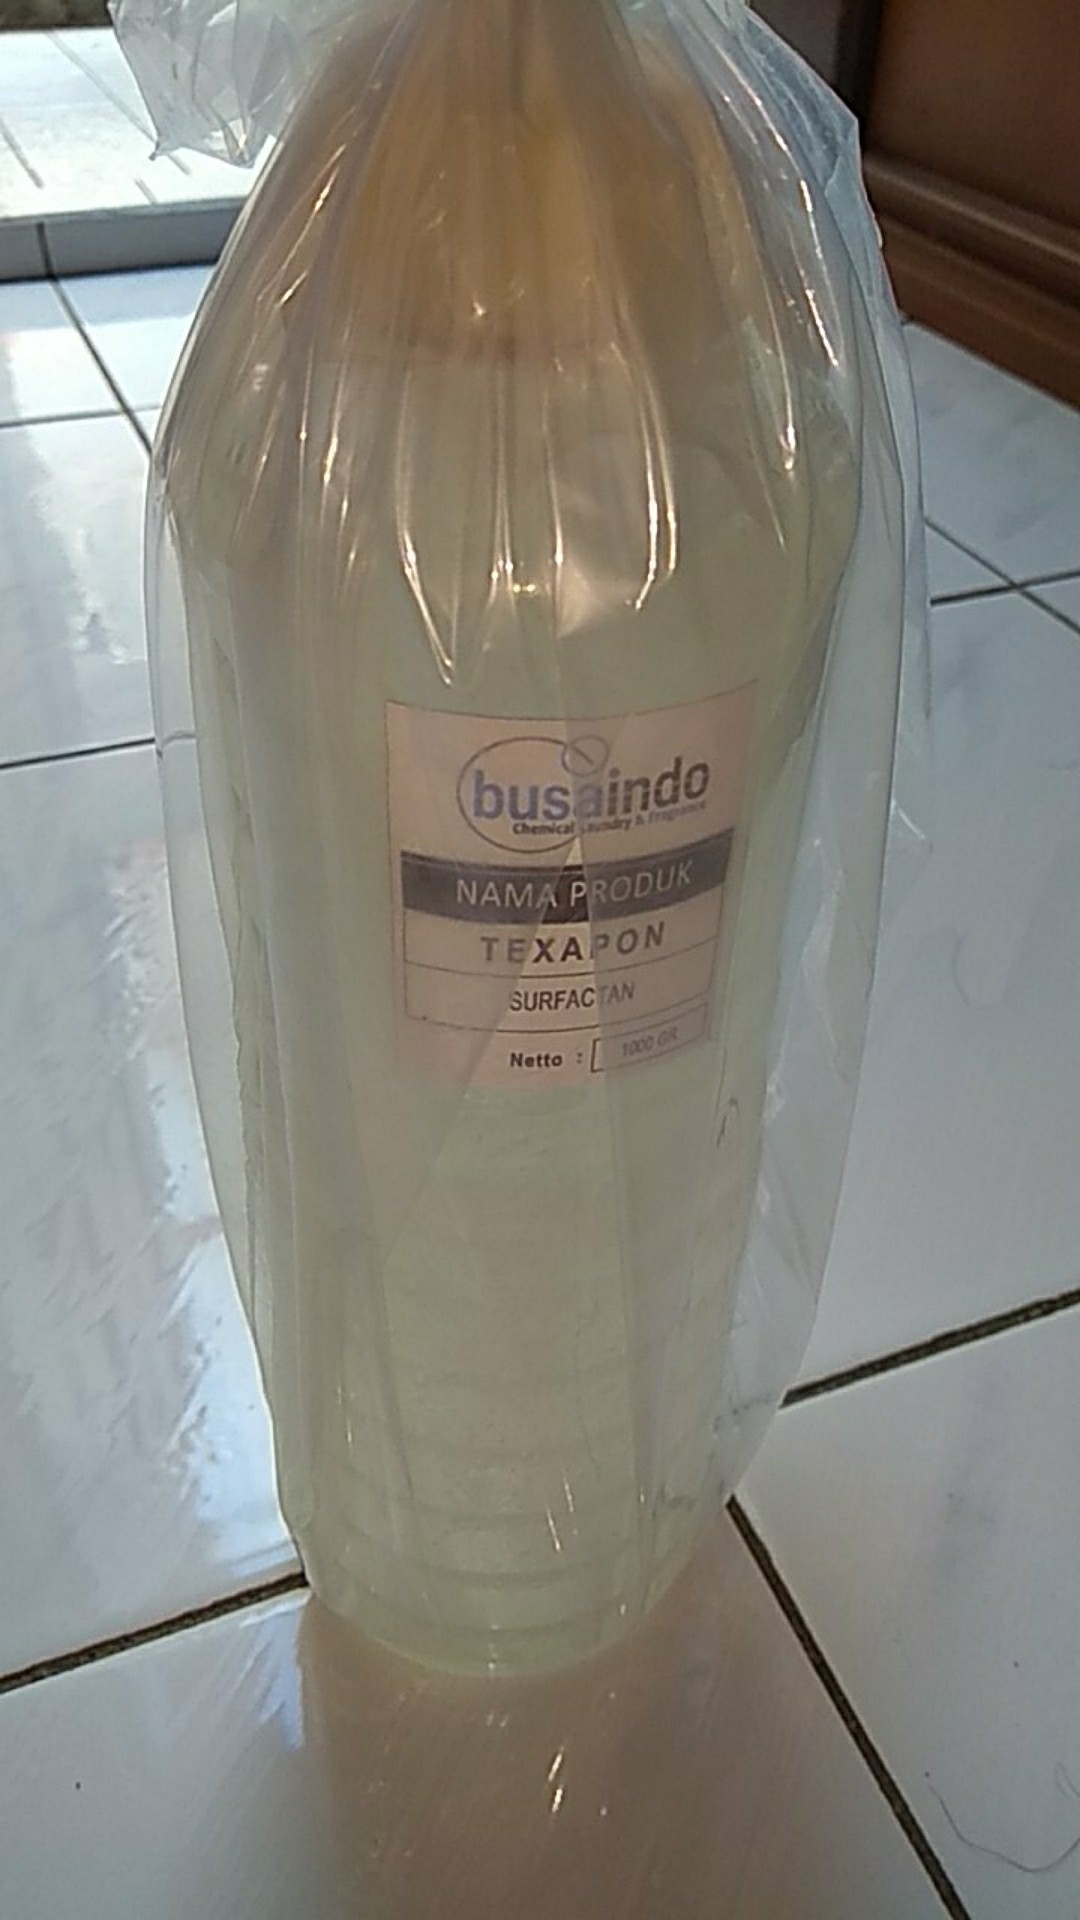 busaindo
Chemical Laundry & Fragrance
NAMA PRODUK
TEXAPON
SURFACTAN
Netto : 1000 GR